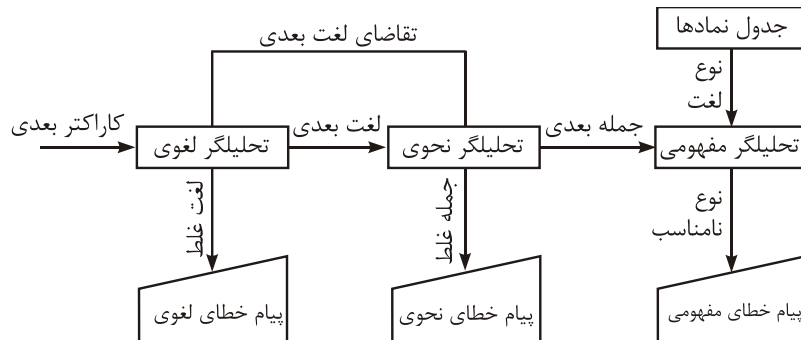 جدول نمادها
تقاضای لغت بعدی
نوع
لغت
کاراکتر بعدی
لغت بعدی
جمله بعدی
تحلیلگر لغوی
تحلیلگر نحوی
تحلیلگر مفهومی
لغت غلط
جمله غلط
نوع
نامناسب
پیام خطای لغوی
پیام خطای نحوی
پیام خطای مفهومی